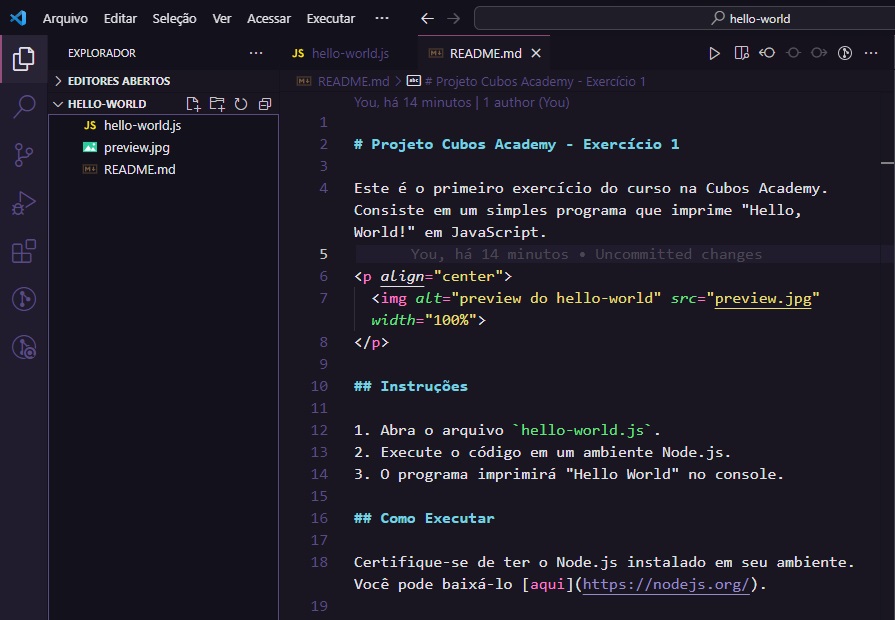 Arquivo Editar Seleção Ver Acessar Executar ··· hello-world
EXPLORADOR ···
EDITORES ABERTOS
HELLO-WORLD
JS hello-world.js
preview.jpg
README.md
JS hello-world.js README.md
README.md > # Projeto Cubos Academy - Exercício 1
You, há 14 minutos | 1 author (You)
1
2 # Projeto Cubos Academy - Exercício 1
3
4 Este é o primeiro exercício do curso na Cubos Academy.
Consiste em um simples programa que imprime "Hello,
World!" em JavaScript.
5 You, há 14 minutos • Uncommitted changes
6 <p align="center">
7 <img alt="preview do hello-world" src="preview.jpg"
width="100%">
8 </p>
9
10 ## Instruções
11
12 1. Abra o arquivo `hello-world.js`.
13 2. Execute o código em um ambiente Node.js.
14 3. O programa imprimirá "Hello World" no console.
15
16 ## Como Executar
17
18 Certifique-se de ter o Node.js instalado em seu ambiente.
Você pode baixá-lo [aqui](https://nodejs.org/).
19